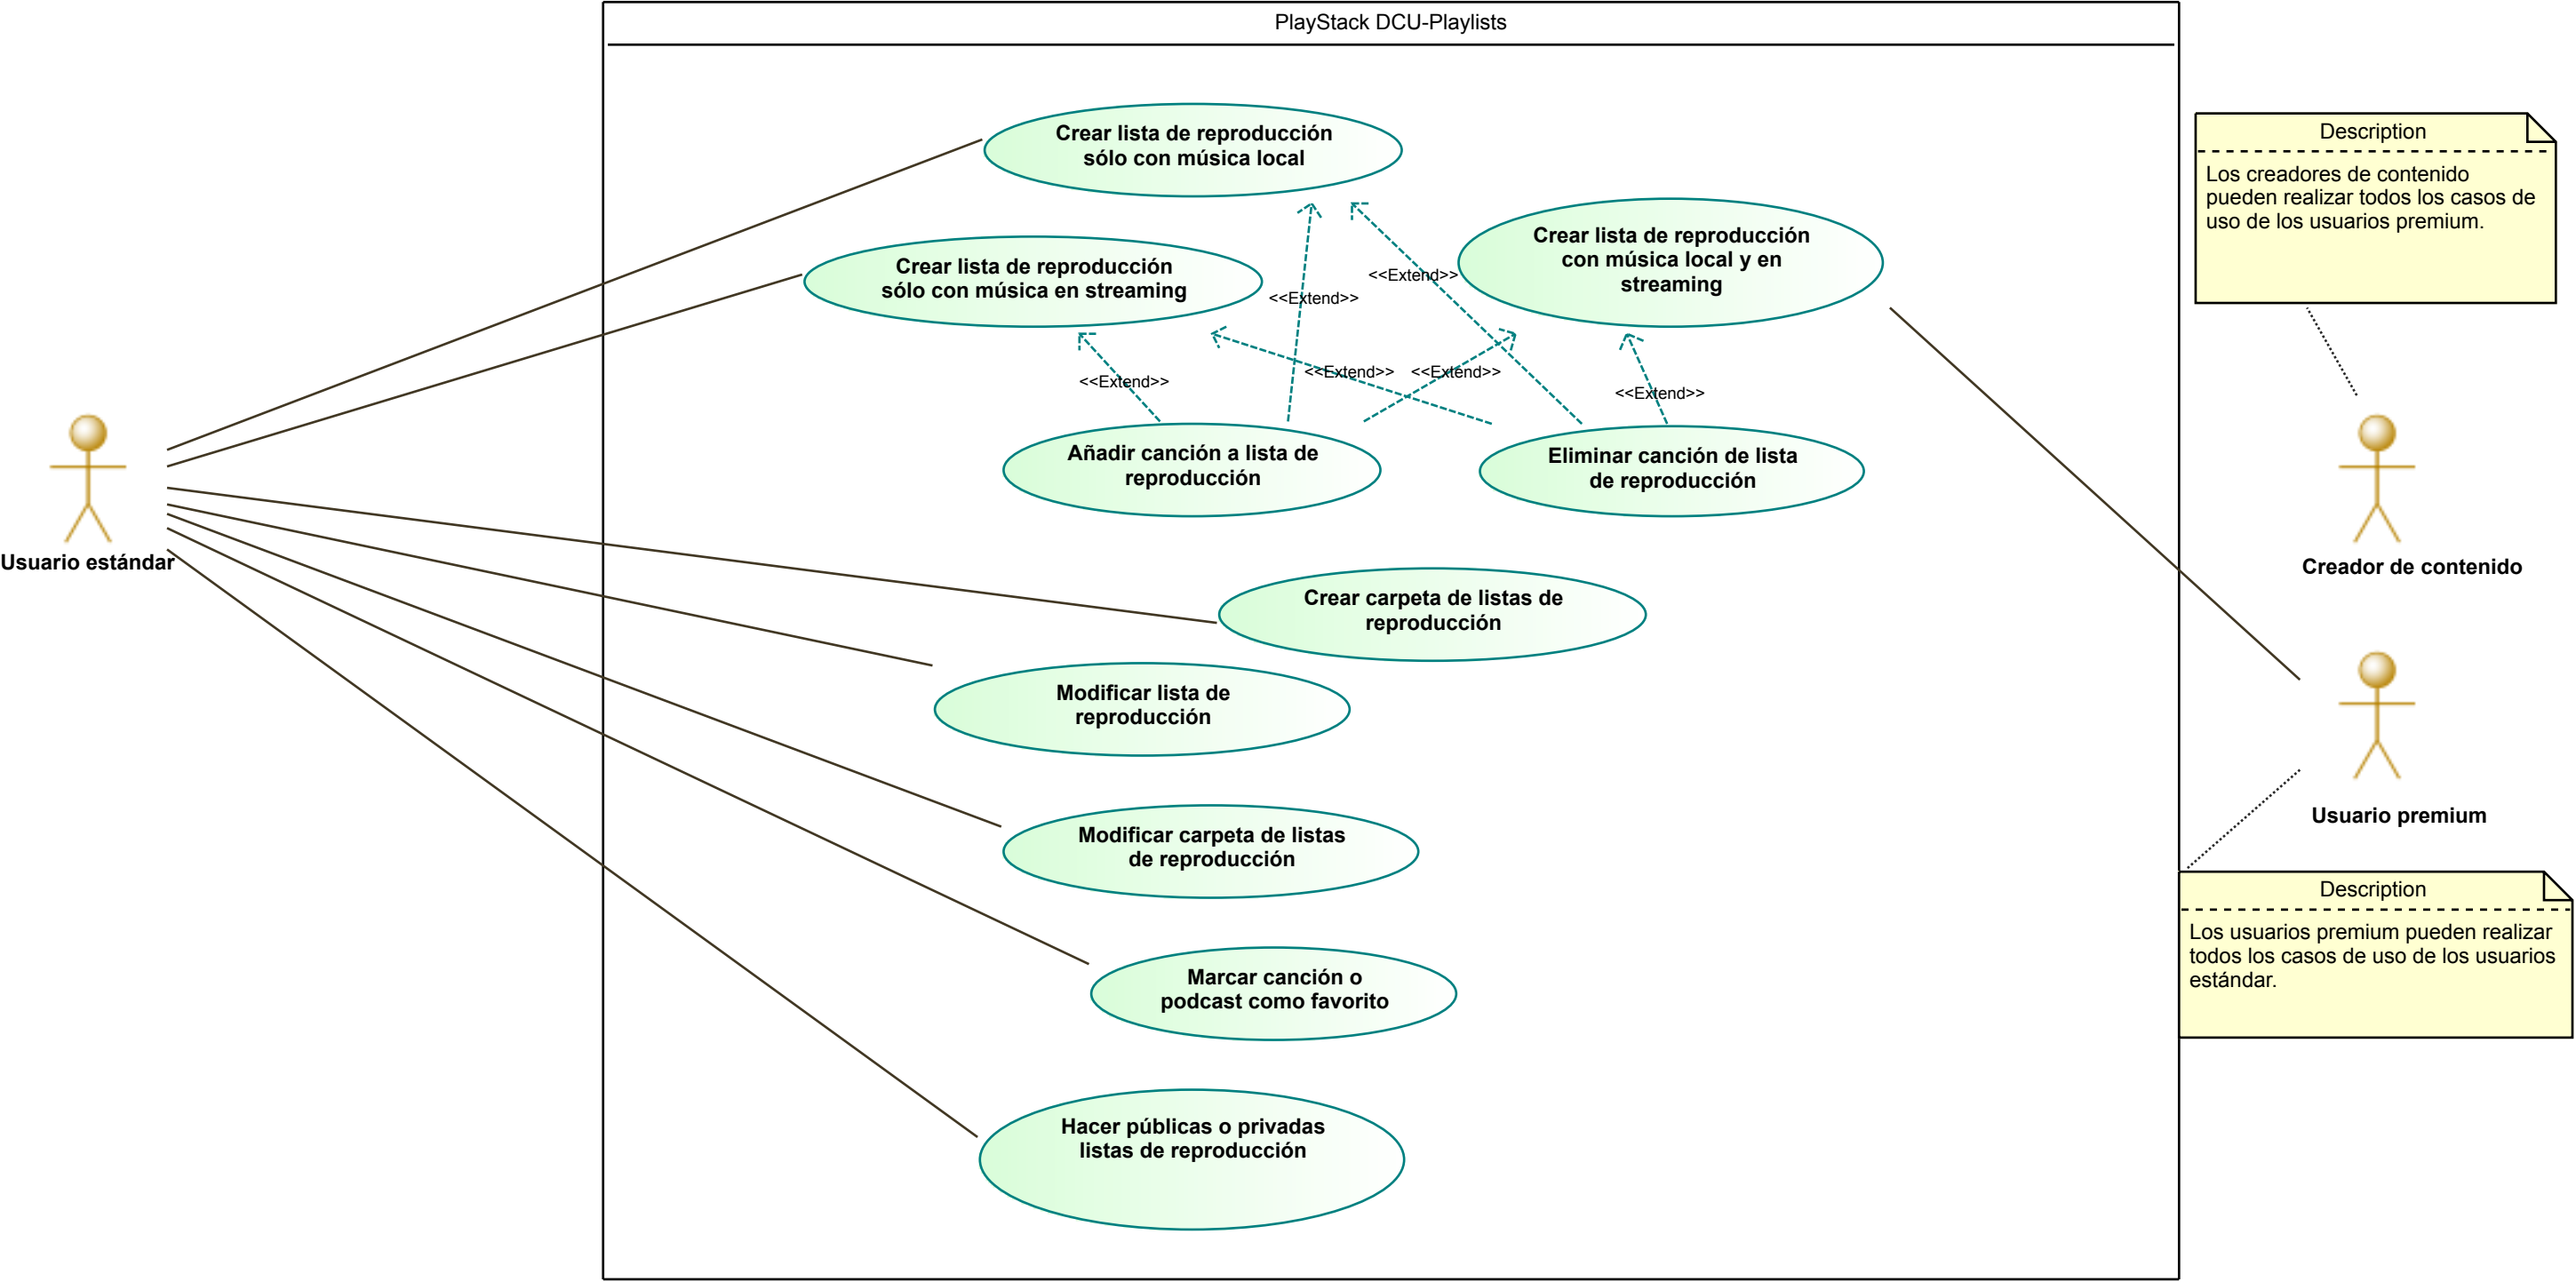 PlayStack DCU-Playlists
Crear lista de reproducción
sólo con música local
Description
Los creadores de contenido
pueden realizar todos los casos de
uso de los usuarios premium.
Crear lista de reproducción
con música local y en
streaming
Crear lista de reproducción
sólo con música en streaming
<<Extend>>
<<Extend>>
<<Extend>>
<<Extend>>
<<Extend>>
<<Extend>>
Añadir canción a lista de
reproducción
Eliminar canción de lista
de reproducción
Usuario estándar
Creador de contenido
Crear carpeta de listas de
reproducción
Modificar lista de
reproducción
Usuario premium
Modificar carpeta de listas
de reproducción
Description
Los usuarios premium pueden realizar
todos los casos de uso de los usuarios
estándar.
Marcar canción o
podcast como favorito
Hacer públicas o privadas
listas de reproducción